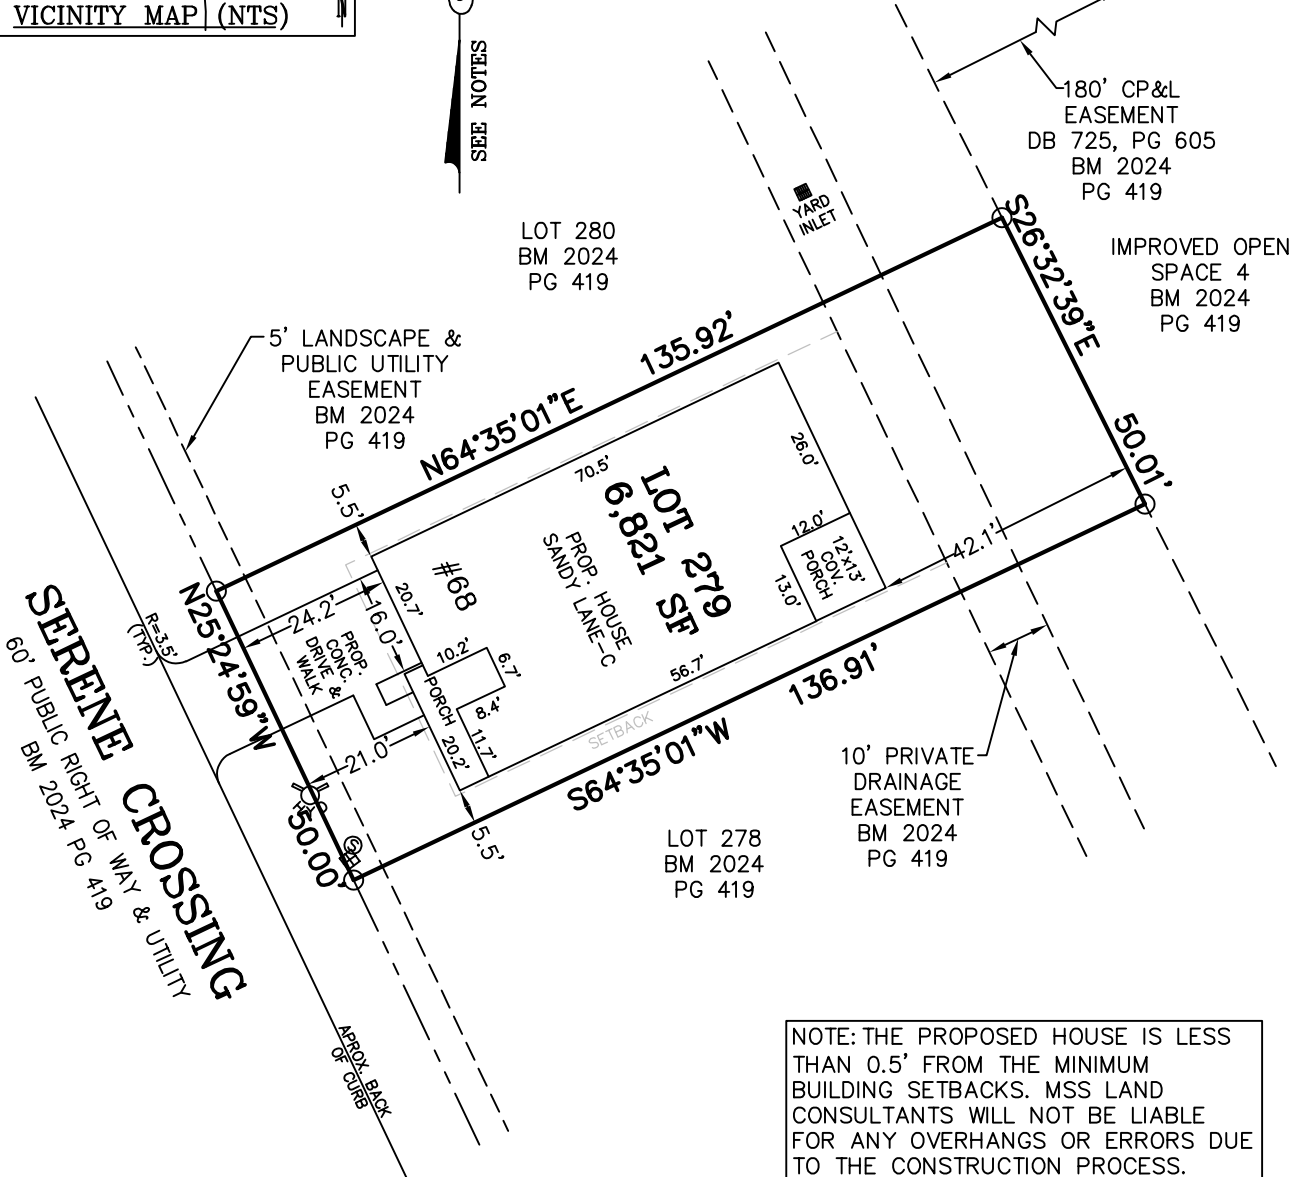 VICINITY MAP (NTS)
N
SEE NOTES
180' CP&L
EASEMENT
DB 725, PG 605
BM 2024
PG 419
YARD
INLET
LOT 280
BM 2024
PG 419
S26°32'39"E
50.01'
IMPROVED OPEN
SPACE 4
BM 2024
PG 419
5' LANDSCAPE &
PUBLIC UTILITY
EASEMENT
BM 2024
PG 419
N64°35'01"E
135.92'
5.5'
70.5'
26.0'
LOT 279
6,821 SF
PROP. HOUSE
SANDY LANE-C
#68
12.0'
12'x13'
COV.
PORCH
13.0'
42.1'
20.7'
24.2'
16.0'
PROP.
CONC.
DRIVE &
WALK
10.2'
6.7'
PORCH
8.4'
11.7'
20.2'
56.7'
21.0'
R=3.5'
(TYP.)
N25°24'59"W
50.00'
SETBACK
S64°35'01"W
136.91'
5.5'
SERENE CROSSING
60' PUBLIC RIGHT OF WAY & UTILITY
BM 2024 PG 419
10' PRIVATE
DRAINAGE
EASEMENT
BM 2024
PG 419
LOT 278
BM 2024
PG 419
APROX. BACK
OF CURB
NOTE: THE PROPOSED HOUSE IS LESS
THAN 0.5' FROM THE MINIMUM
BUILDING SETBACKS. MSS LAND
CONSULTANTS WILL NOT BE LIABLE
FOR ANY OVERHANGS OR ERRORS DUE
TO THE CONSTRUCTION PROCESS.